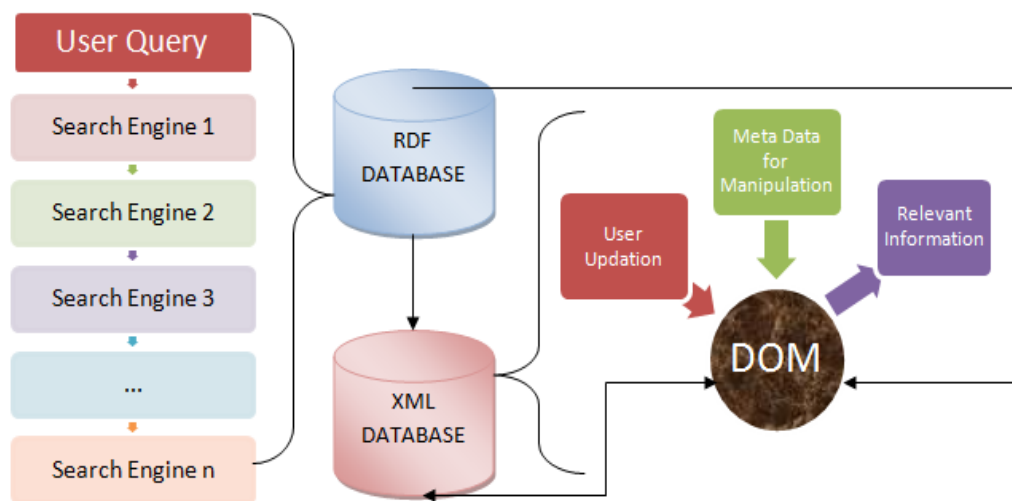 User Query
Search Engine 1
Search Engine 2
Search Engine 3
...
Search Engine n
RDF
DATABASE
XML
DATABASE
User
Updation
Meta Data
for
Manipulation
Relevant
Information
DOM